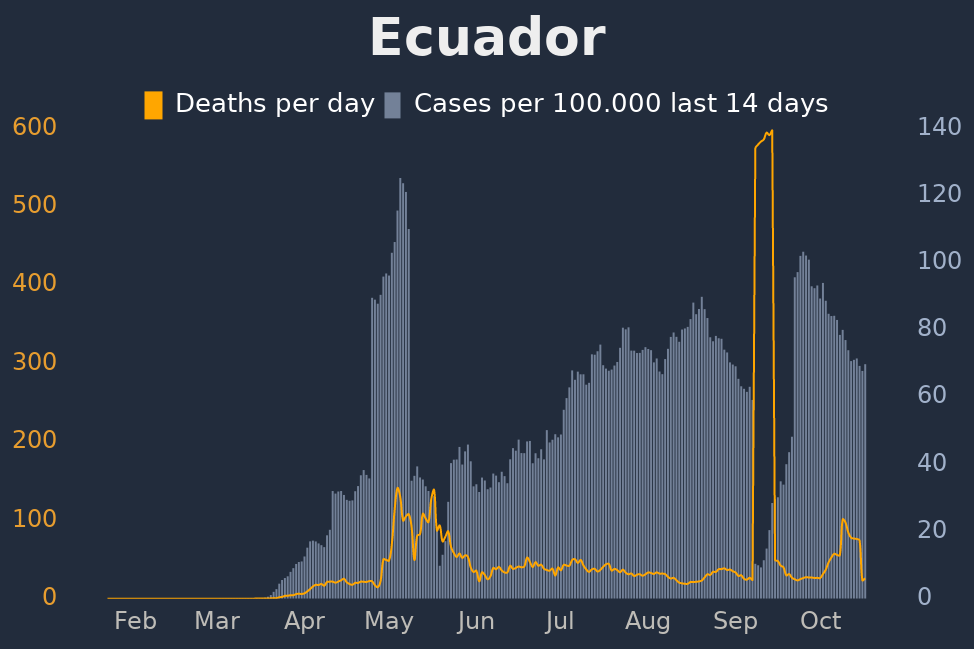 Ecuador
Deaths per day Cases per 100.000 last 14 days
600 140
500 120
400 100
300 80
200 60
100 40
0 20
0
Feb Mar Apr May Jun Jul Aug Sep Oct